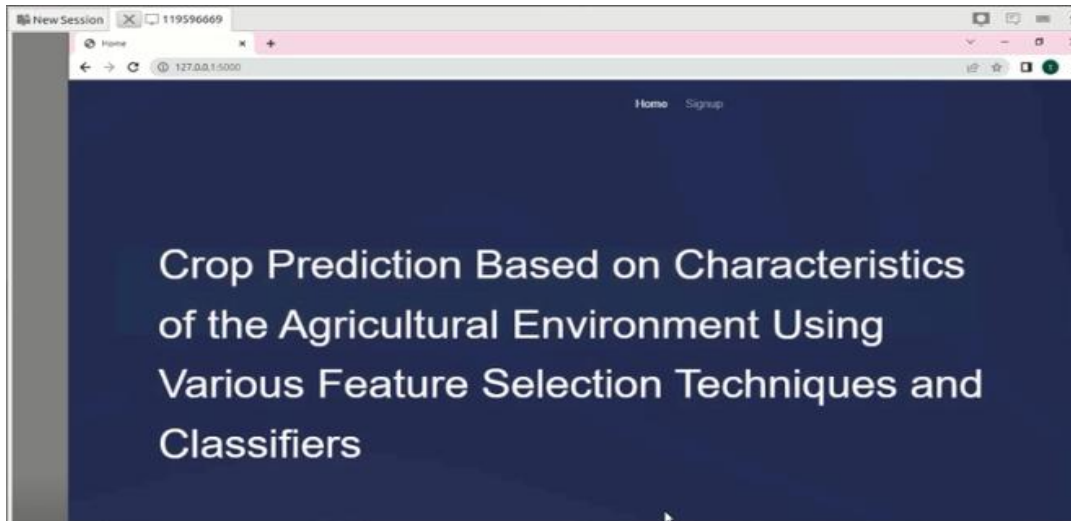 New Session 119596669
Home
127.0.0.1:5000
Home Signup
Crop Prediction Based on Characteristics
of the Agricultural Environment Using
Various Feature Selection Techniques and
Classifiers